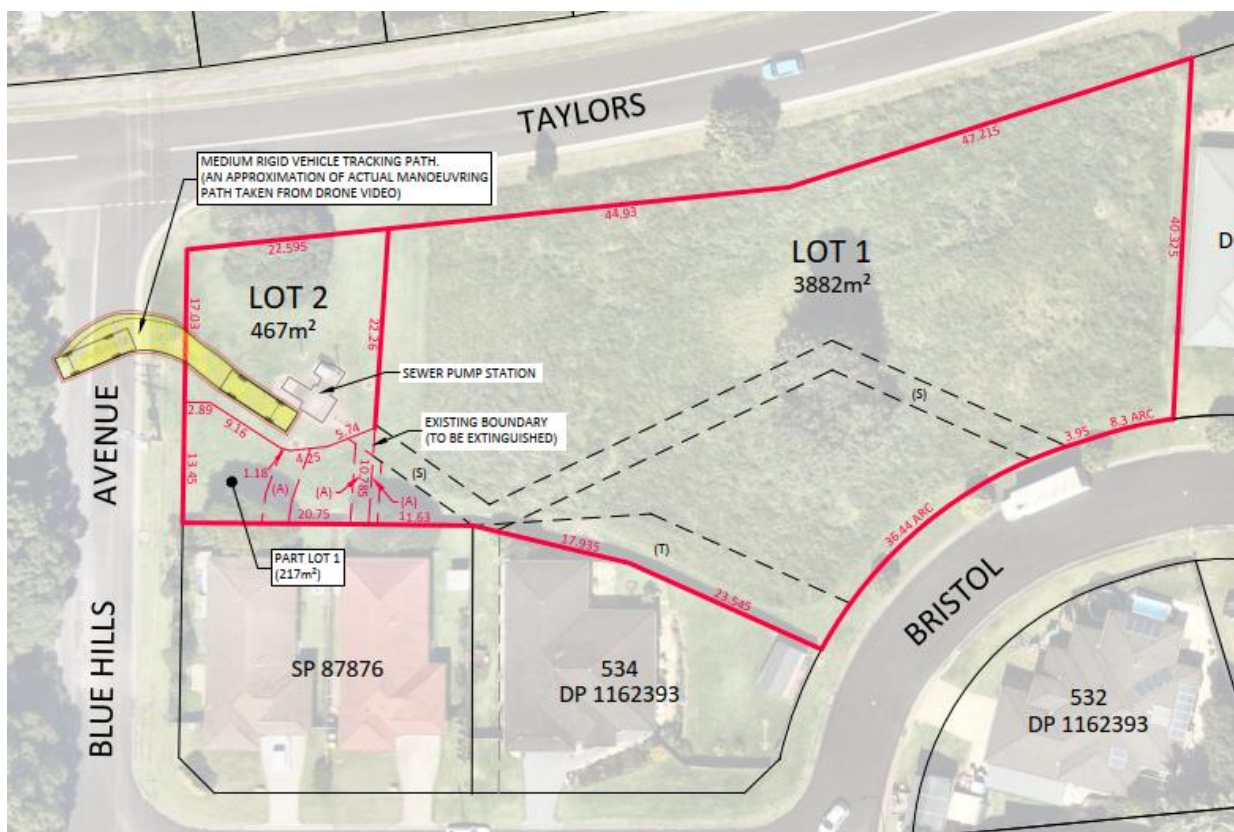 TAYLORS
MEDIUM RIGID VEHICLE TRACKING PATH.
(AN APPROXIMATION OF ACTUAL MANOEUVRING
PATH TAKEN FROM DRONE VIDEO)
47.215
44.93
22.595
LOT 1
3882m²
40.325
D
LOT 2
467m²
17.03
22.26
SEWER PUMP STATION
EXISTING BOUNDARY
(TO BE EXTINGUISHED)
(S)
3.95
8.3 ARC
2.89
9.16
5.74
4.25
1.18
13.45
(A)
(A)
10.785
(A)
(S)
20.75
11.63
36.44 ARC
17.935
(T)
23.545
PART LOT 1
(217m²)
BLUE HILLS AVENUE
BRISTOL
SP 87876
534
DP 1162393
532
DP 1162393